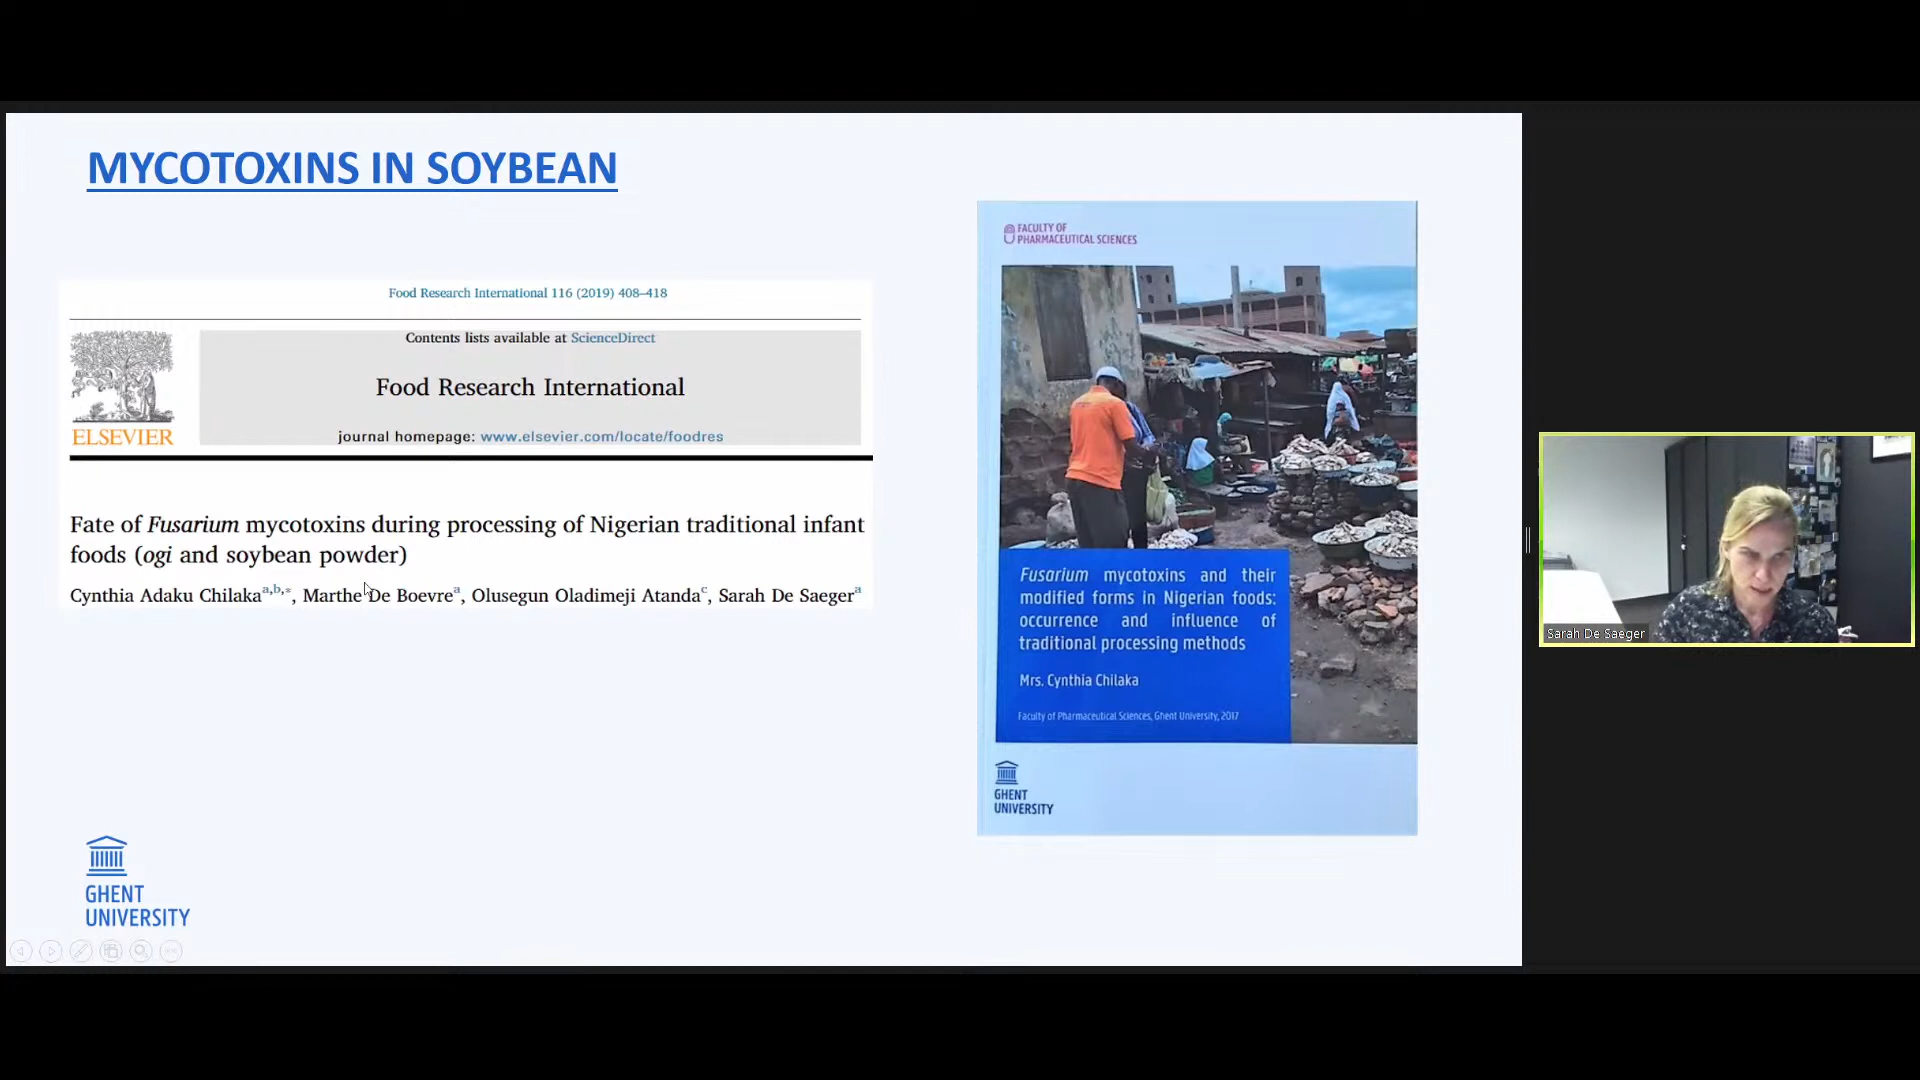 MYCOTOXINS IN SOYBEAN
Food Research International 116 (2019) 408–418
Contents lists available at ScienceDirect
Food Research International
journal homepage: www.elsevier.com/locate/foodres
ELSEVIER
Fate of Fusarium mycotoxins during processing of Nigerian traditional infant
foods (ogi and soybean powder)
Cynthia Adaku Chilaka a,b,*, Marthe De Boevre a, Olusegun Oladimeji Atanda c, Sarah De Saeger a
FACULTY OF
PHARMACEUTICAL SCIENCES
Fusarium mycotoxins and their
modified forms in Nigerian foods:
occurrence and influence of
traditional processing methods
Mrs. Cynthia Chilaka
Faculty of Pharmaceutical Sciences, Ghent University, 2017
GHENT
UNIVERSITY
GHENT
UNIVERSITY
Sarah De Saeger